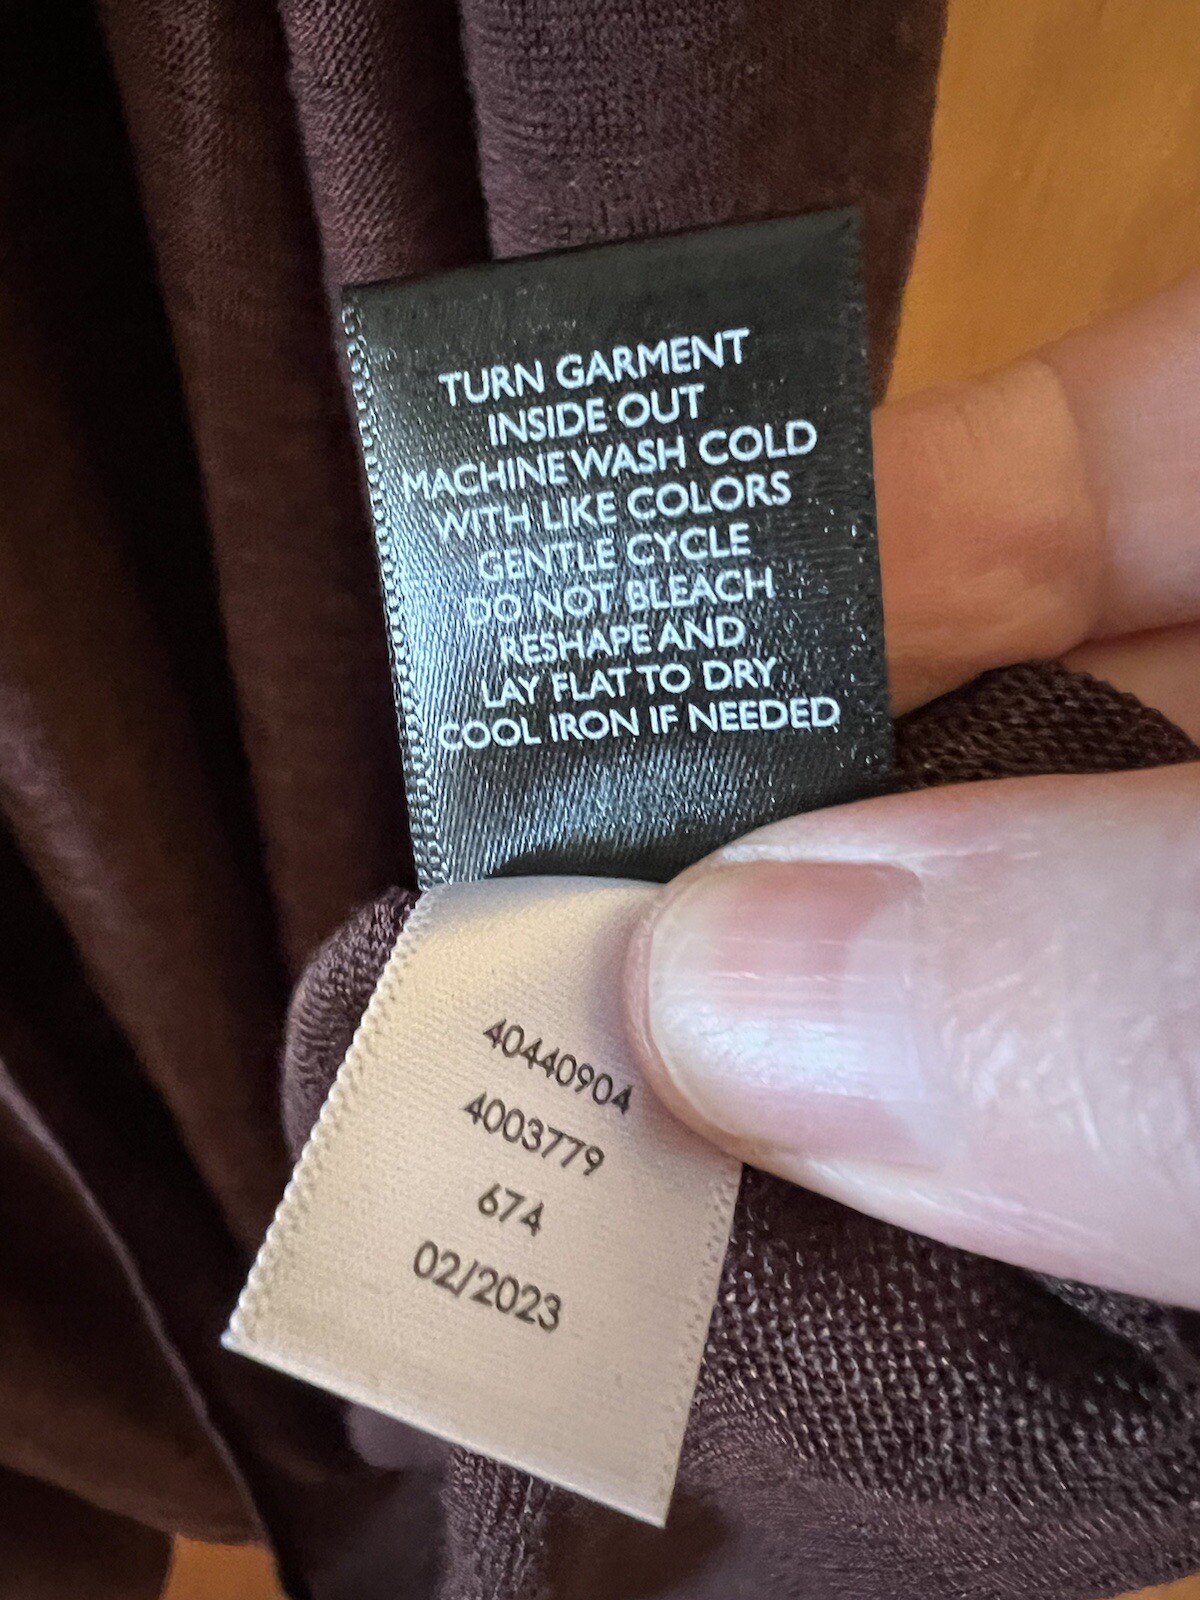 TURN GARMENT
INSIDE OUT
MACHINE WASH COLD
WITH LIKE COLORS
GENTLE CYCLE
DO NOT BLEACH
RESHAPE AND
LAY FLAT TO DRY
COOL IRON IF NEEDED
40440904
4003779
674
02/2023